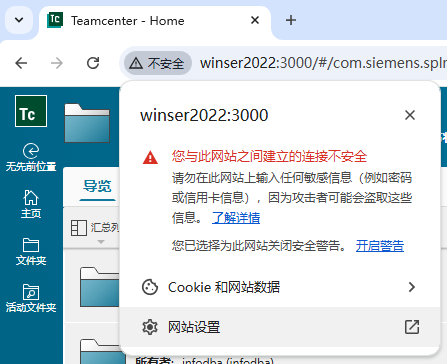 Teamcenter - Home
不安全
winser2022:3000/#/com.siemens.spln
Tc
无先前位置
主页
文件夹
活动文件夹
导览
汇总列
winser2022:3000
您与此网站之间建立的连接不安全
请勿在此网站上输入任何敏感信息（例如密码
或信用卡信息），因为攻击者可能会盗取这些
信息。 了解详情
您已选择为此网站关闭安全警告。 开启警告
Cookie 和网站数据
网站设置
所有者: infodba (infodba)